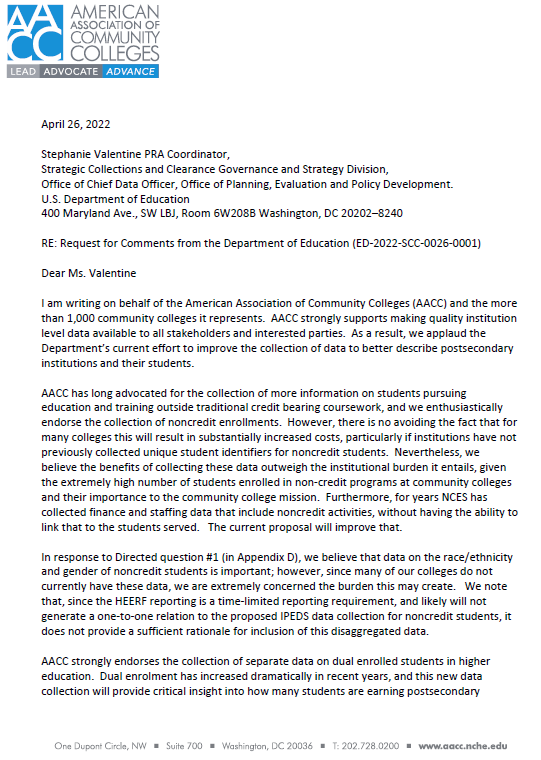 AACC
AMERICAN
ASSOCIATION OF
COMMUNITY
COLLEGES
LEAD ADVOCATE ADVANCE
April 26, 2022
Stephanie Valentine PRA Coordinator,
Strategic Collections and Clearance Governance and Strategy Division,
Office of Chief Data Officer, Office of Planning, Evaluation and Policy Development.
U.S. Department of Education
400 Maryland Ave., SW LBJ, Room 6W208B Washington, DC 20202–8240
RE: Request for Comments from the Department of Education (ED-2022-SCC-0026-0001)
Dear Ms. Valentine
I am writing on behalf of the American Association of Community Colleges (AACC) and the more
than 1,000 community colleges it represents. AACC strongly supports making quality institution
level data available to all stakeholders and interested parties. As a result, we applaud the
Department's current effort to improve the collection of data to better describe postsecondary
institutions and their students.
AACC has long advocated for the collection of more information on students pursuing
education and training outside traditional credit bearing coursework, and we enthusiastically
endorse the collection of noncredit enrollments. However, there is no avoiding the fact that for
many colleges this will result in substantially increased costs, particularly if institutions have not
previously collected unique student identifiers for noncredit students. Nevertheless, we
believe the benefits of collecting these data outweigh the institutional burden it entails, given
the extremely high number of students enrolled in non-credit programs at community colleges
and their importance to the community college mission. Furthermore, for years NCES has
collected finance and staffing data that include noncredit activities, without having the ability to
link that to the students served. The current proposal will improve that.
In response to Directed question #1 (in Appendix D), we believe that data on the race/ethnicity
and gender of noncredit students is important; however, since many of our colleges do not
currently have these data, we are extremely concerned the burden this may create. We note
that, since the HEERF reporting is a time-limited reporting requirement, and likely will not
generate a one-to-one relation to the proposed IPEDS data collection for noncredit students, it
does not provide a sufficient rationale for inclusion of this disaggregated data.
AACC strongly endorses the collection of separate data on dual enrolled students in higher
education. Dual enrolment has increased dramatically in recent years, and this new data
collection will provide critical insight into how many students are earning postsecondary
One Dupont Circle, NW ■ Suite 700 ■ Washington, DC 20036 ■ T: 202.728.0200 ■ www.aacc.nche.edu